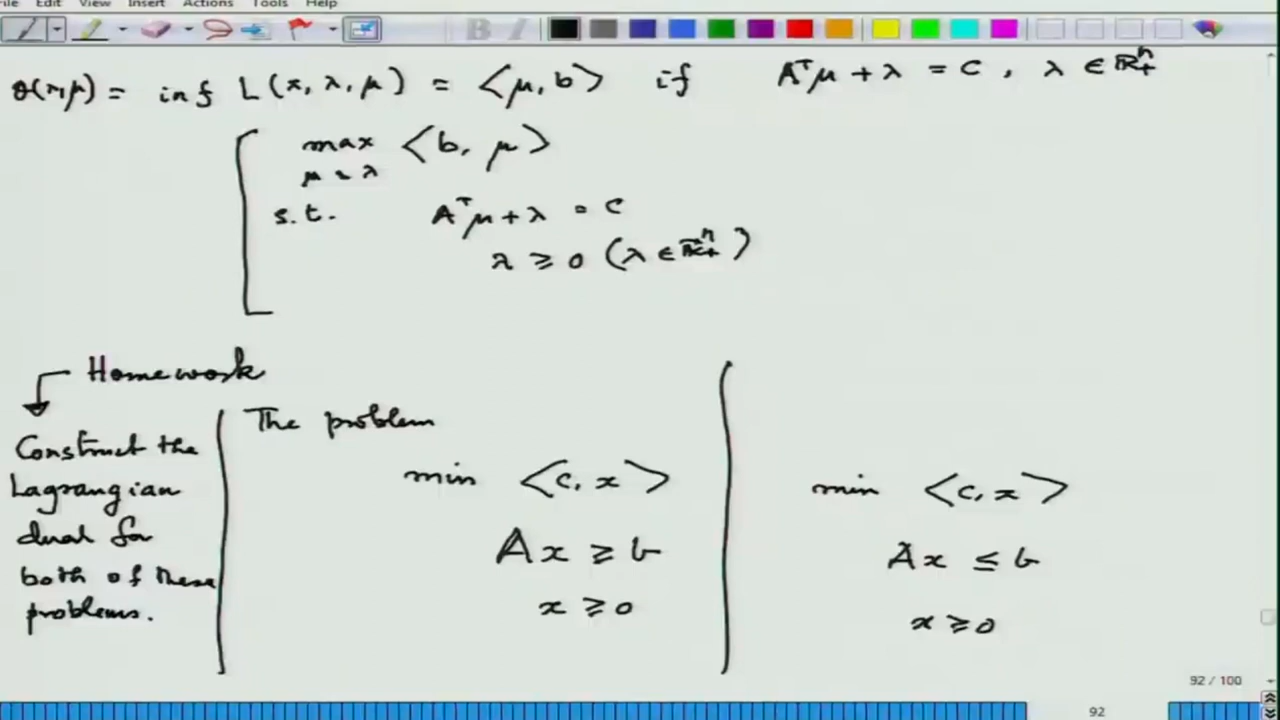 File Edit View Insert Actions Tools Help
θ(λ,μ) = inf L(x, λ, μ) = <μ, b> if Aᵀμ + λ = c, λ ∈ ℝⁿ₊
max <b, μ>
μ & λ
s.t. Aᵀμ + λ = c
λ ≥ 0 (λ ∈ ℝⁿ₊)
Homework
Construct the
Lagrangian
dual for
both of these
problems.
The problem
min <c, x>
Ax ≥ b
x ≥ 0
min <c, x>
Ax ≤ b
x ≥ 0
92 / 100
92